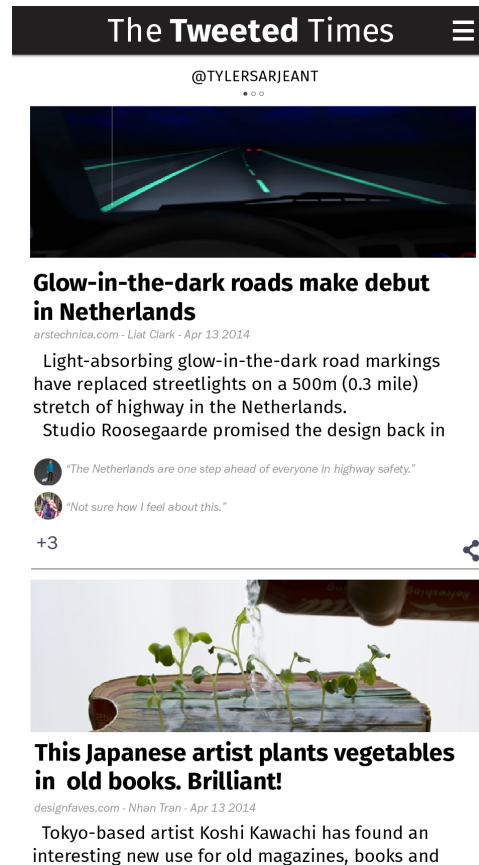 The Tweeted Times
@TYLERSARJEANT
Glow-in-the-dark roads make debut
in Netherlands
arstechnica.com - Liat Clark - Apr 13 2014
Light-absorbing glow-in-the-dark road markings
have replaced streetlights on a 500m (0.3 mile)
stretch of highway in the Netherlands.
Studio Roosegaarde promised the design back in
“The Netherlands are one step ahead of everyone in highway safety.”
“Not sure how I feel about this.”
+3
This Japanese artist plants vegetables
in  old books. Brilliant!
designfaves.com - Nhan Tran - Apr 13 2014
Tokyo-based artist Koshi Kawachi has found an
interesting new use for old magazines, books and